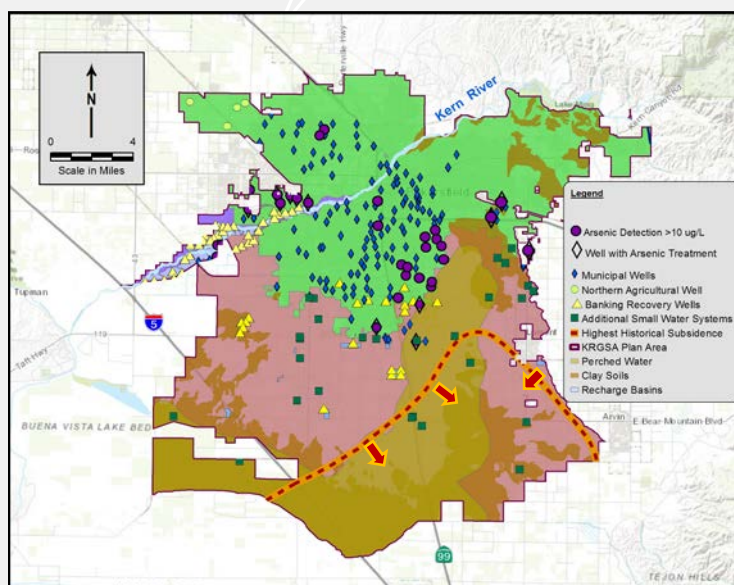 N
0 4
Scale in Miles
Kern River
Legend
Arsenic Detection >10 ug/L
Well with Arsenic Treatment
Municipal Wells
Northern Agricultural Well
Banking Recovery Wells
Additional Small Water Systems
Highest Historical Subsidence
KRGSA Plan Area
Perched Water
Clay Soils
Recharge Basins
Tupman
5
119
Taft Hwy
43
BUENA VISTA LAKE BED
Arvin
E Bear Mountain Blvd
99
TEJON HILLS